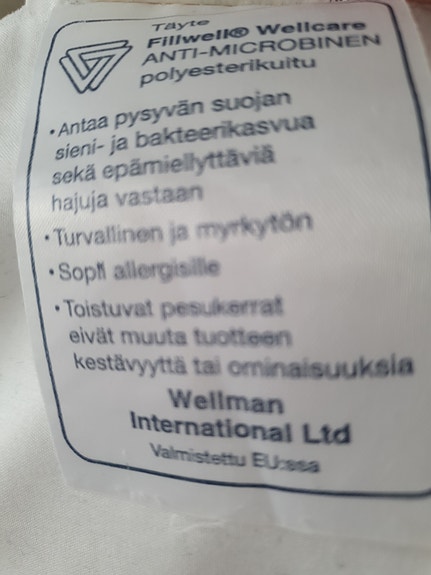 Täyte
Fillwell® Wellcare
ANTI-MICROBINEN
polyesterikuitu
• Antaa pysyvän suojan
sieni- ja bakteerikasvua
sekä epämiellyttäviä
hajuja vastaan
• Turvallinen ja myrkytön
• Sopii allergisille
• Toistuvat pesukerrat
eivät muuta tuotteen
kestävyyttä tai ominaisuuksia
Wellman
International Ltd
Valmistettu EU:ssa